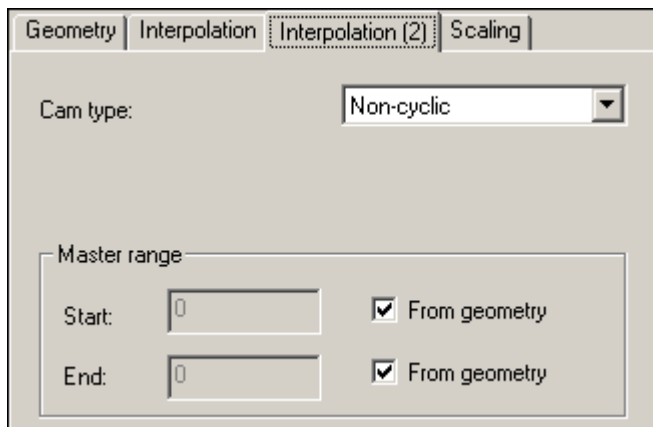 Geometry Interpolation Interpolation (2) Scaling
Cam type: Non-cyclic
Master range
Start: 0 From geometry
End: 0 From geometry